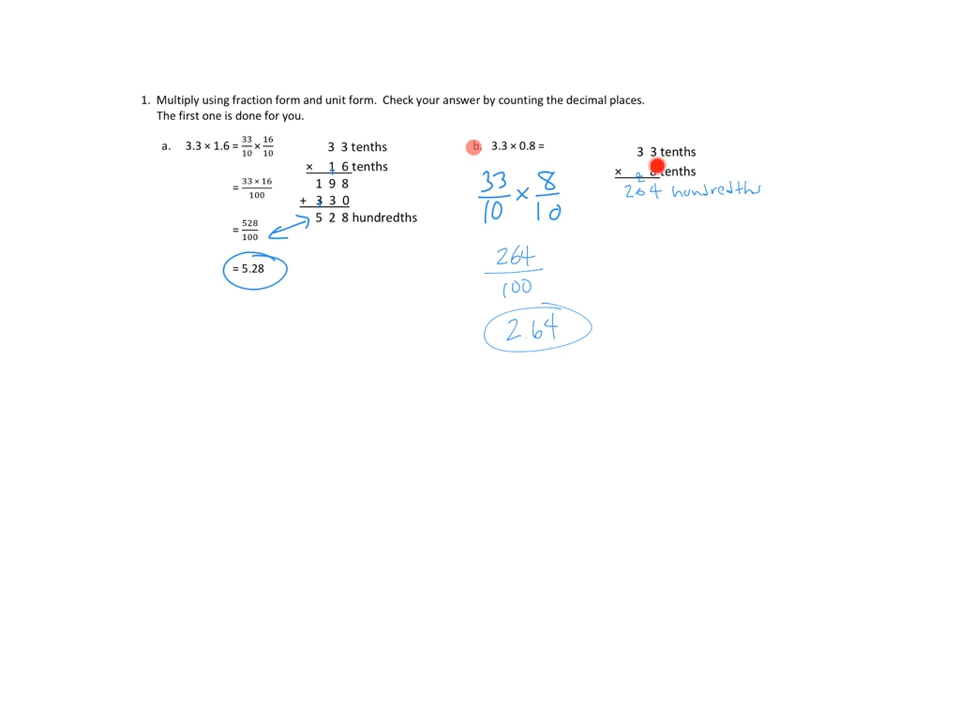 1. Multiply using fraction form and unit form. Check your answer by counting the decimal places.
The first one is done for you.
a. 3.3 × 1.6 = 33/10 × 16/10
= 33 × 16/100
= 528/100
= 5.28
3 3 tenths
× 1 6 tenths
1 9 8
+ 3 3 0
5 2 8 hundredths
b. 3.3 × 0.8 =
33/10 × 8/10
264/100
2.64
3 3 tenths
× 2 tenths
264 hundredths